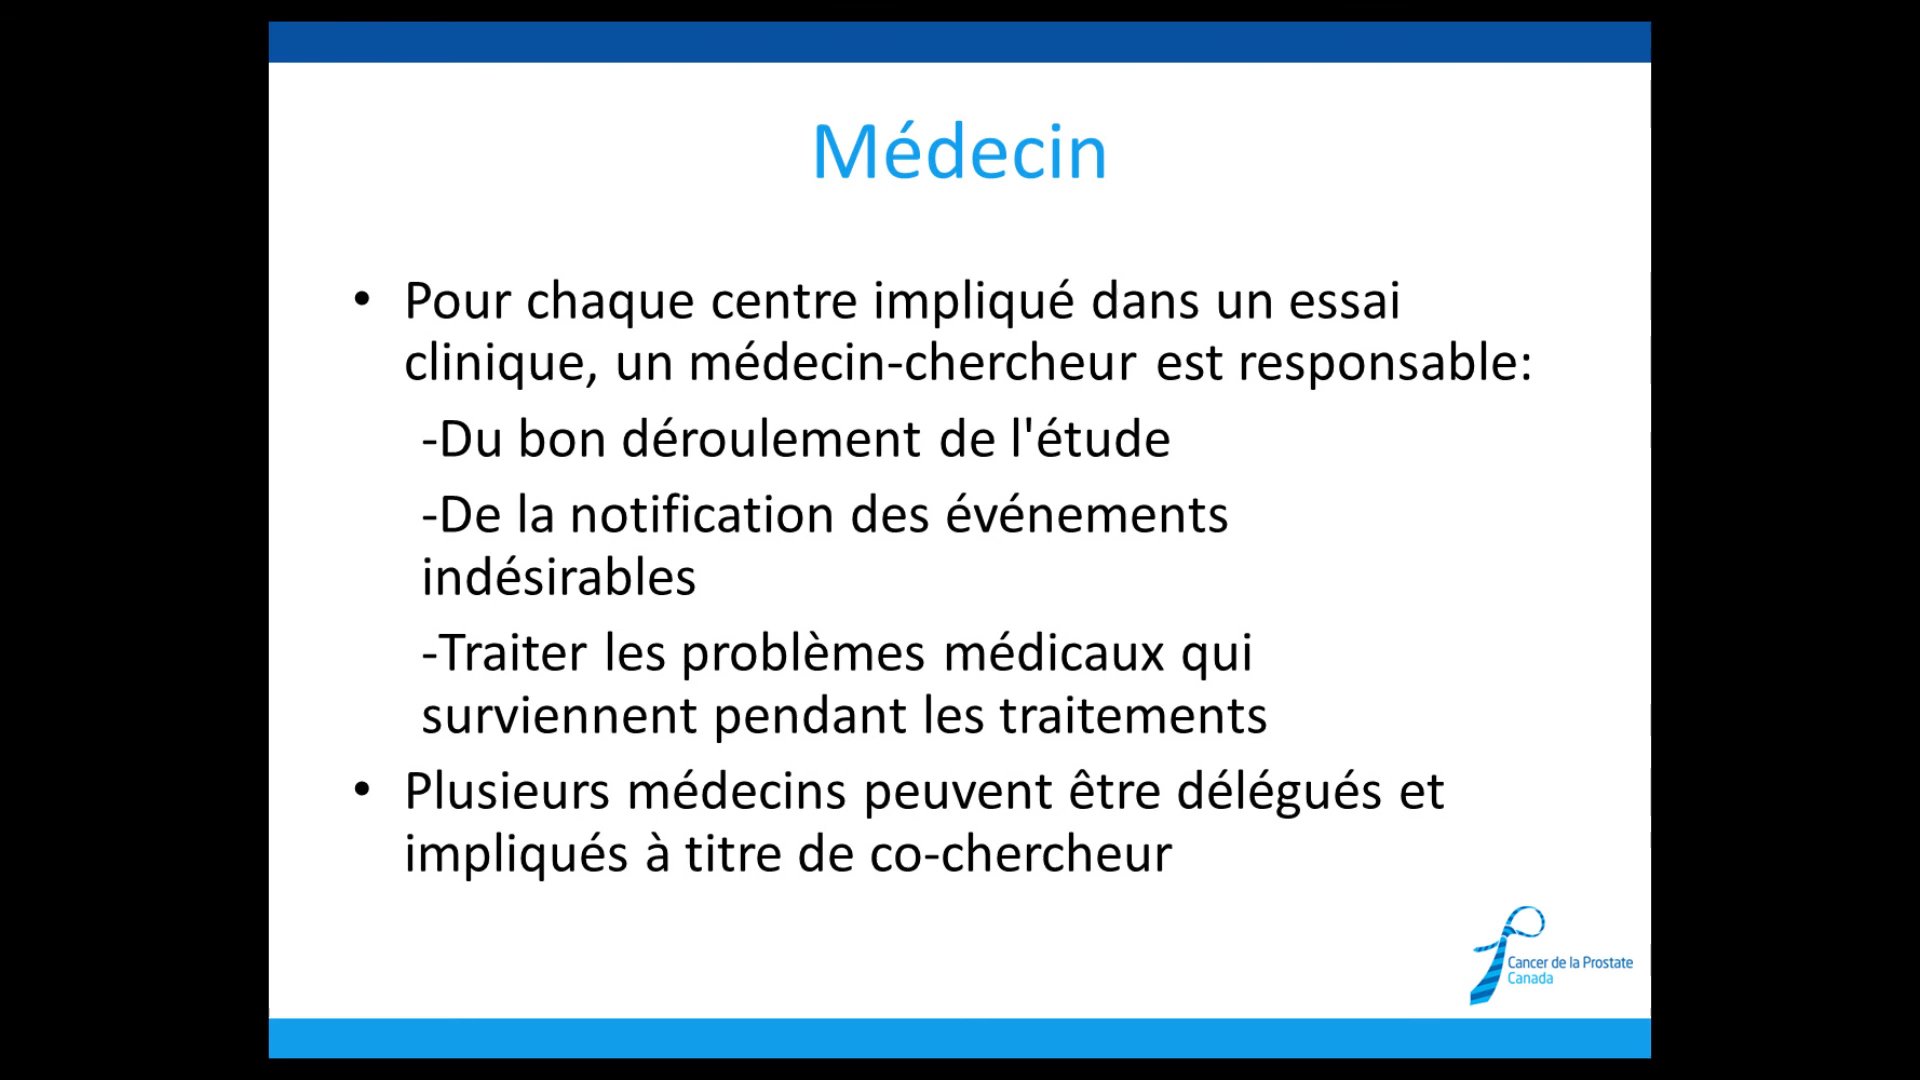 Médecin
• Pour chaque centre impliqué dans un essai
clinique, un médecin-chercheur est responsable:
-Du bon déroulement de l'étude
-De la notification des événements
indésirables
-Traiter les problèmes médicaux qui
surviennent pendant les traitements
• Plusieurs médecins peuvent être délégués et
impliqués à titre de co-chercheur
Cancer de la Prostate
Canada